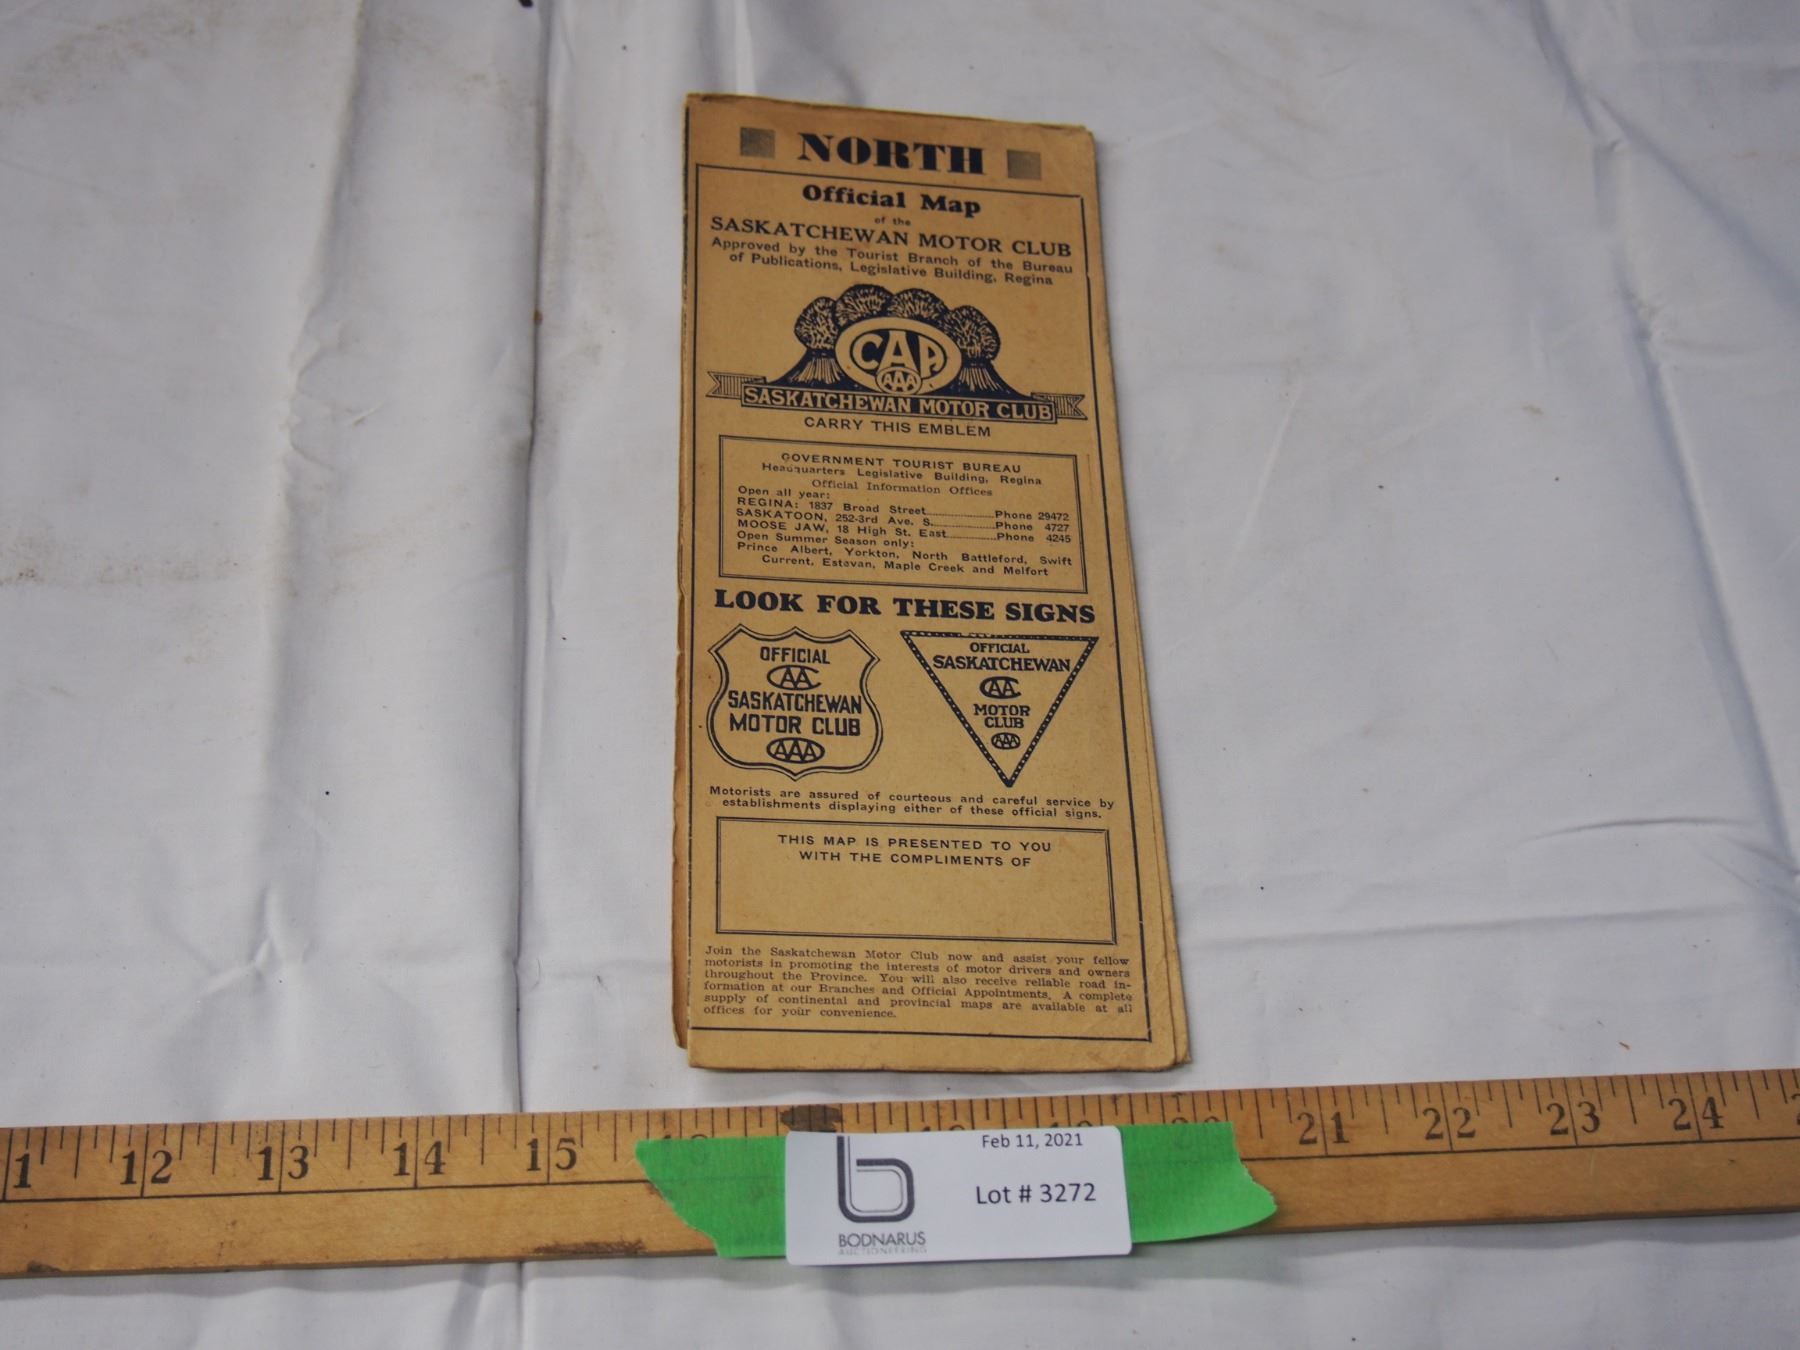 NORTH
Official Map
of the
SASKATCHEWAN MOTOR CLUB
Approved by the Tourist Branch of the Bureau
of Publications, Legislative Building, Regina
CAA
AAA
SASKATCHEWAN MOTOR CLUB
CARRY THIS EMBLEM
GOVERNMENT TOURIST BUREAU
Headquarters Legislative Building, Regina
Official Information Offices
Open all year:
REGINA: 1837 Broad Street Phone 29472
SASKATOON, 252-3rd Ave. S. Phone 4727
MOOSE JAW, 18 High St. East Phone 4245
Open Summer Season only:
Prince Albert, Yorkton, North Battleford, Swift
Current, Estevan, Maple Creek and Melfort
LOOK FOR THESE SIGNS
OFFICIAL
CAA
SASKATCHEWAN
MOTOR CLUB
AAA
OFFICIAL
SASKATCHEWAN
CAA
MOTOR
CLUB
AAA
Motorists are assured of courteous and careful service by
establishments displaying either of these official signs.
THIS MAP IS PRESENTED TO YOU
WITH THE COMPLIMENTS OF
Join the Saskatchewan Motor Club now and assist your fellow
motorists in promoting the interests of motor drivers and owners
throughout the Province. You will also receive reliable road in-
formation at our Branches and Official Appointments. A complete
supply of continental and provincial maps are available at all
offices for your convenience.
12 13 14 15 21 22 23 24
Feb 11, 2021
Lot # 3272
b
BODNARUS
AUCTIONEERING